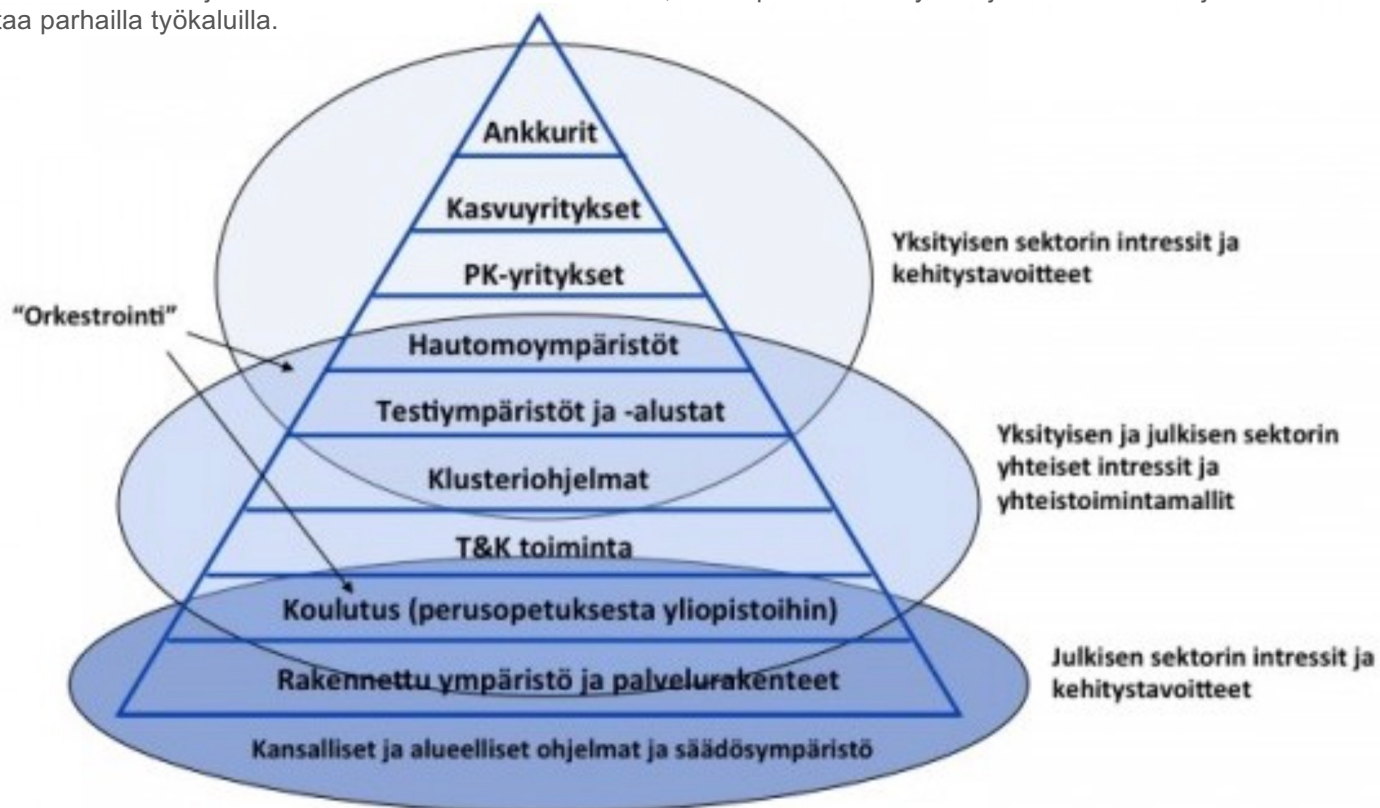 taa parhailla työkaluilla.
Ankkurit
Kasvuyritykset
Yksityisen sektorin intressit ja
kehitystavoitteet
PK-yritykset
"Orkestrointi"
Hautomoympäristöt
Testiympäristöt ja -alustat
Yksityisen ja julkisen sektorin
yhteiset intressit ja
yhteistoimintamallit
Klusteriohjelmat
T&K toiminta
Koulutus (perusopetuksesta yliopistoihin)
Julkisen sektorin intressit ja
kehitystavoitteet
Rakennettu ympäristö ja palvelurakenteet
Kansalliset ja alueelliset ohjelmat ja säädösympäristö